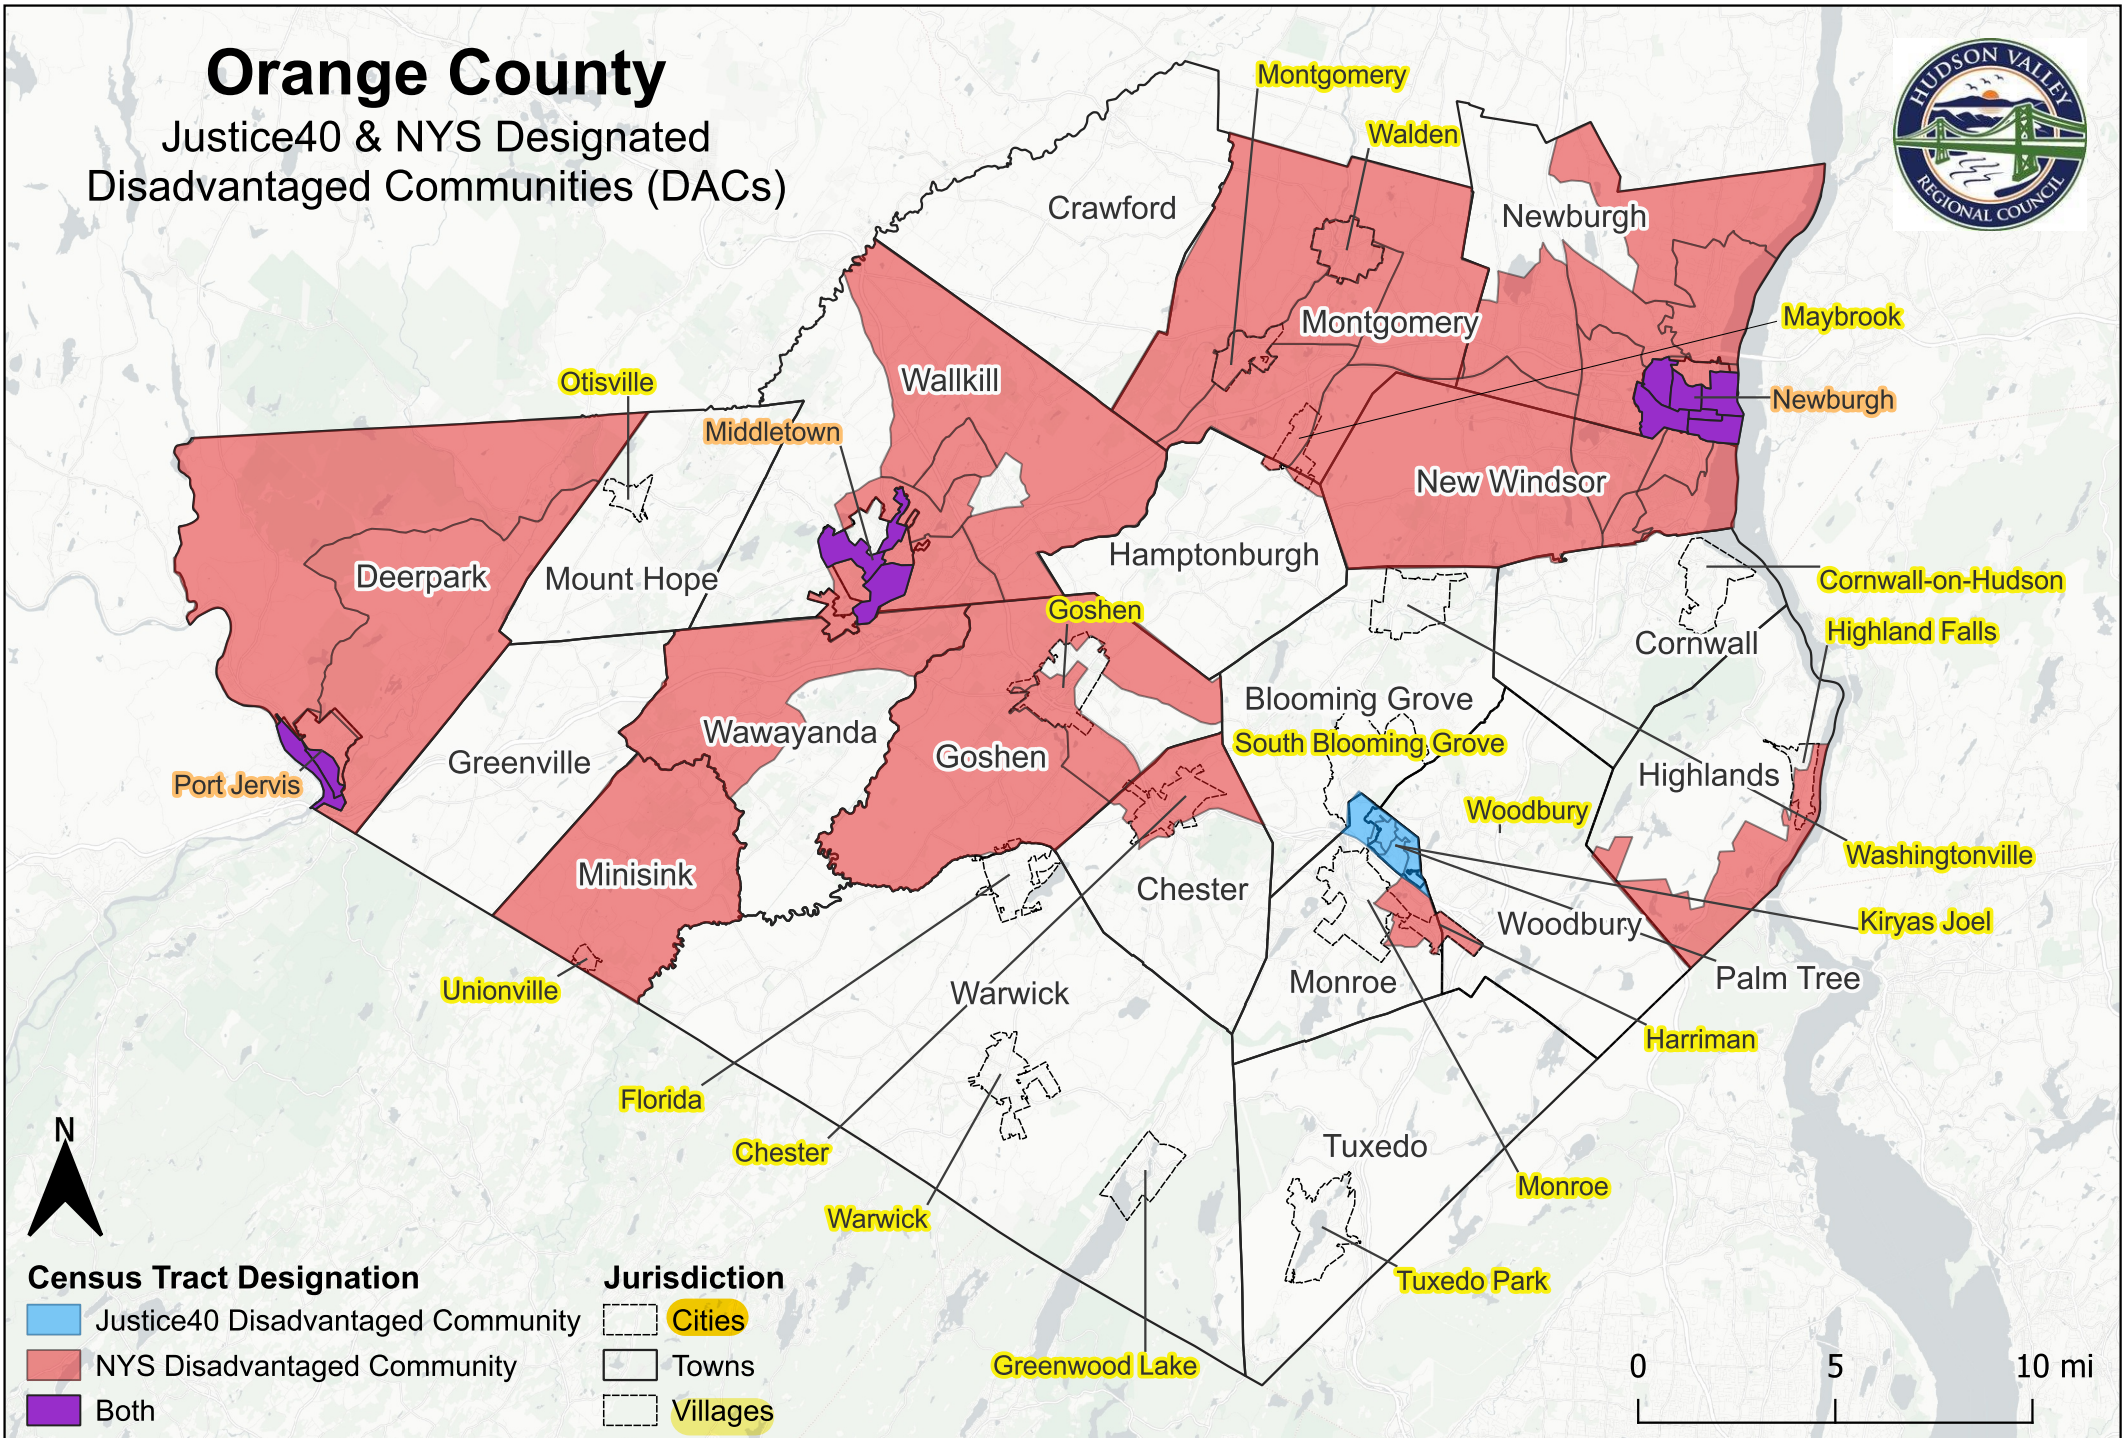 Orange County
Justice40 & NYS Designated
Disadvantaged Communities (DACs)
HUDSON VALLEY
REGIONAL COUNCIL
Montgomery
Walden
Crawford
Newburgh
Maybrook
Montgomery
Otisville
Wallkill
Newburgh
Middletown
New Windsor
Hamptonburgh
Deerpark
Mount Hope
Cornwall-on-Hudson
Goshen
Highland Falls
Cornwall
Blooming Grove
Wawayanda
South Blooming Grove
Goshen
Greenville
Highlands
Port Jervis
Woodbury
Washingtonville
Minisink
Chester
Kiryas Joel
Woodbury
Palm Tree
Monroe
Unionville
Warwick
Harriman
Florida
Tuxedo
Chester
Monroe
Warwick
Tuxedo Park
Greenwood Lake
N
Census Tract Designation
Justice40 Disadvantaged Community
NYS Disadvantaged Community
Both
Jurisdiction
Cities
Towns
Villages
0 5 10 mi